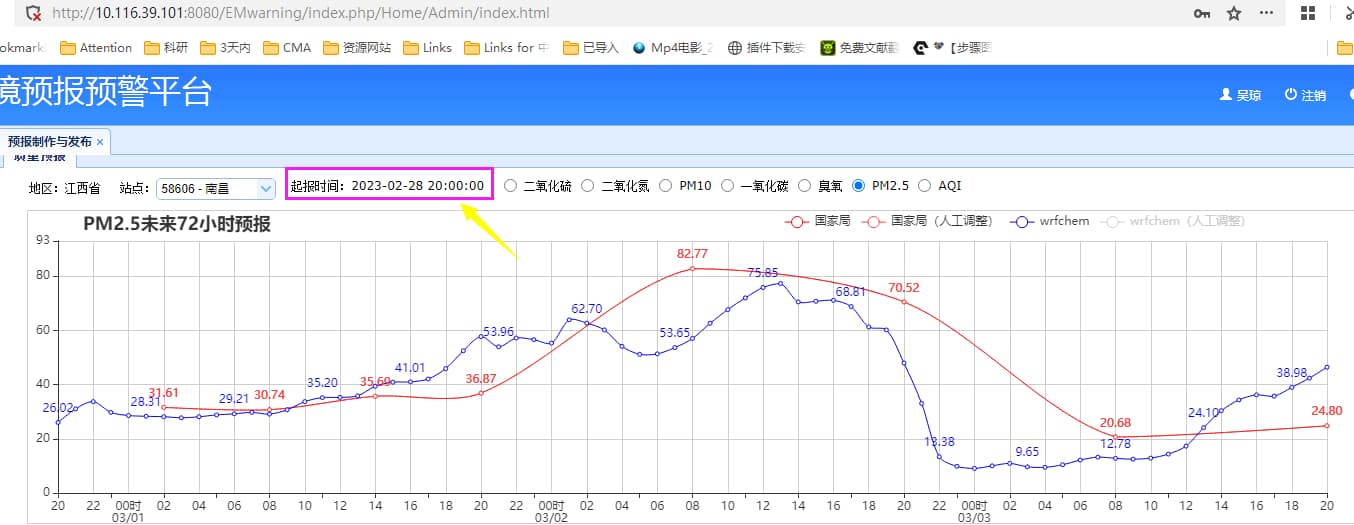 http://10.116.39.101:8080/EMwarning/index.php/Home/Admin/index.html
Attention 科研 3天内 CMA 资源网站 Links Links for 已导入 Mp4电影_2 插件下载安 免费文献 【步骤图
境预报预警平台
吴琼 注销
预报制作与发布 ×
质量预报
地区: 江西省 站点: 58606 - 南昌 起报时间: 2023-02-28 20:00:00 二氧化硫 二氧化氮 PM10 一氧化碳 臭氧 PM2.5 AQI
PM2.5未来72小时预报
国家局 国家局（人工调整） wrfchem wrfchem（人工调整）
93
82.77
80
75.85
70.52
68.81
62.70
60
53.96
53.65
41.01
40
38.98
36.87
35.69
35.20
31.61
30.74
29.21
28.31
26.02
24.80
24.10
20.68
20
13.38
12.78
9.65
0
20 22 00时 02 04 06 08 10 12 14 16 18 20 22 00时 02 04 06 08 10 12 14 16 18 20 22 00时 02 04 06 08 10 12 14 16 18 20
03/01 03/02 03/03